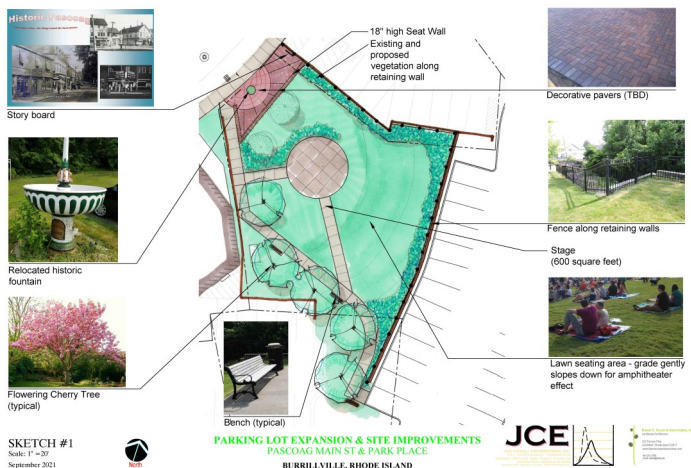 Historic Pascoag
Story board
18" high Seat Wall
Existing and
proposed
vegetation along
retaining wall
Decorative pavers (TBD)
Relocated historic
fountain
Fence along retaining walls
Stage
(600 square feet)
Flowering Cherry Tree
(typical)
Bench (typical)
Lawn seating area - grade gently
slopes down for amphitheater
effect
SKETCH #1
Scale: 1" =20'
September 2021
North
PARKING LOT EXPANSION & SITE IMPROVEMENTS
PASCOAG MAIN ST & PARK PLACE
BURRILLVILLE, RHODE ISLAND
JCE